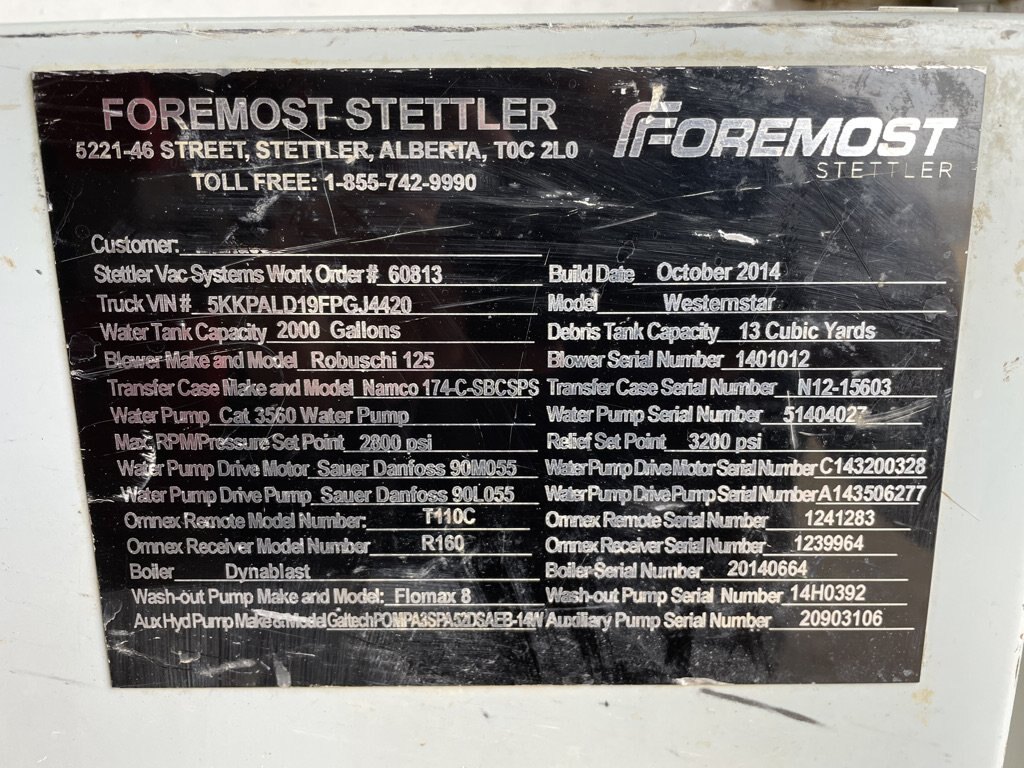 FOREMOST STETTLER
5221-46 STREET, STETTLER, ALBERTA, T0C 2L0
TOLL FREE: 1-855-742-9990
FOREMOST
STETTLER
Customer:
Stettler Vac Systems Work Order# 60813 Build Date October 2014
Truck VIN# 5KKPALD19FPGJ4420 Model Westernstar
Water Tank Capacity 2000 Gallons Debris Tank Capacity 13 Cubic Yards
Blower Make and Model Robuschi 125 Blower Serial Number 1401012
Transfer Case Make and Model Namco 174-C-SBCSPS Transfer Case Serial Number N12-15603
Water Pump Cat 3560 Water Pump Water Pump Serial Number 51404027
Max RPM/Pressure Set Point 2800 psi Relief Set Point 3200 psi
Water Pump Drive Motor Sauer Danfoss 90M055 Water Pump Drive Motor Serial Number C143200328
Water Pump Drive Pump Sauer Danfoss 90L055 Water Pump Drive Pump Serial Number A143506277
Omnex Remote Model Number: T110C Omnex Remote Serial Number 1241283
Omnex Receiver Model Number R160 Omnex Receiver Serial Number 1239964
Boiler Dynablast Boiler Serial Number 20140664
Wash-out Pump Make and Model: Flomax 8 Wash-out Pump Serial Number 14H0392
Aux Hyd Pump Make & Model Galtech POMPA3SPA52DSAEB-14W Auxiliary Pump Serial Number 20903106